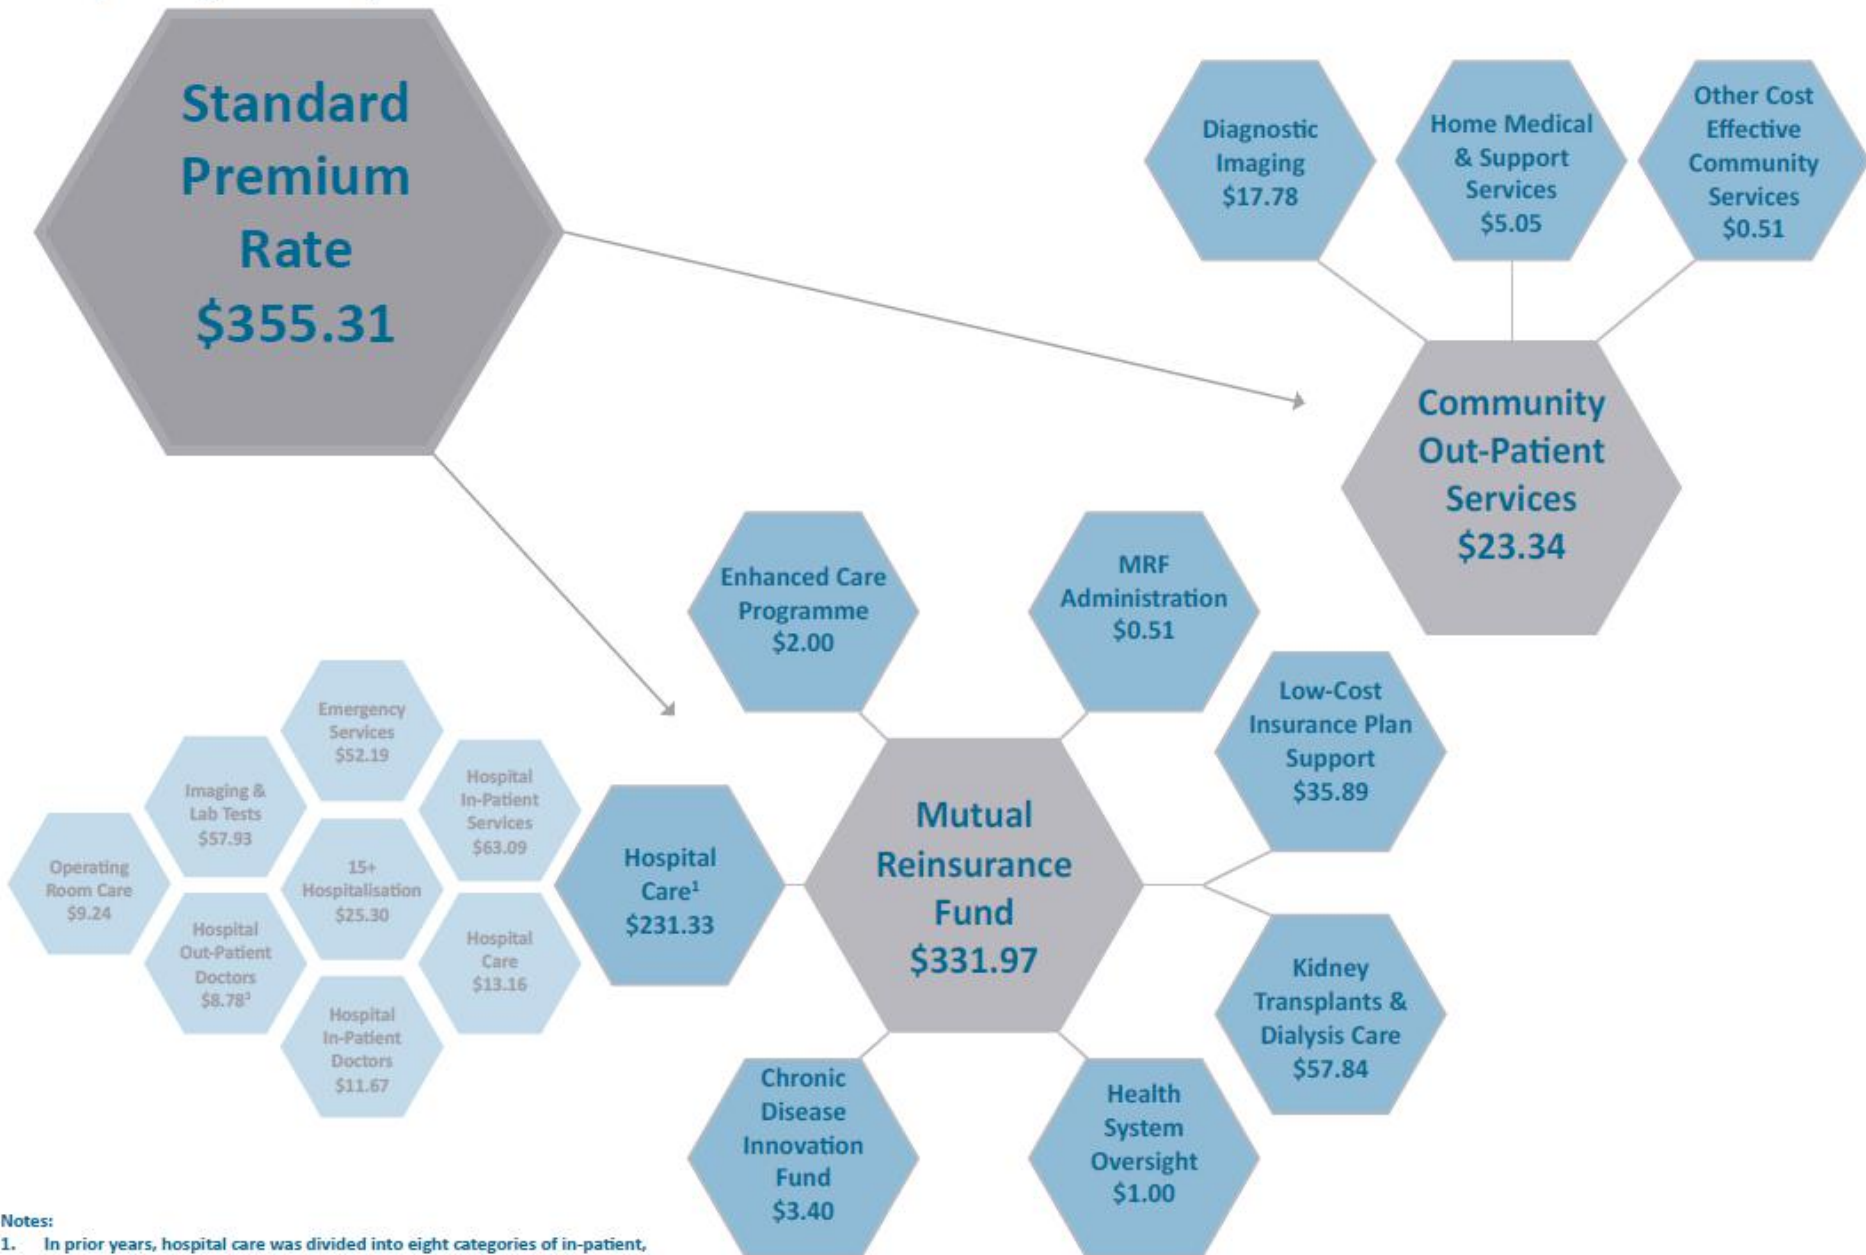 Standard
Premium
Rate
$355.31
Diagnostic
Imaging
$17.78
Home Medical
& Support
Services
$5.05
Other Cost
Effective
Community
Services
$0.51
Community
Out-Patient
Services
$23.34
Enhanced Care
Programme
$2.00
MRF
Administration
$0.51
Low-Cost
Insurance Plan
Support
$35.89
Mutual
Reinsurance
Fund
$331.97
Kidney
Transplants &
Dialysis Care
$57.84
Health
System
Oversight
$1.00
Chronic
Disease
Innovation
Fund
$3.40
Hospital
Care¹
$231.33
Emergency
Services
$52.19
Hospital
In-Patient
Services
$63.09
Imaging &
Lab Tests
$57.93
15+
Hospitalisation
$25.30
Operating
Room Care
$9.24
Hospital
Out-Patient
Doctors
$8.78³
Hospital
Care
$13.16
Hospital
In-Patient
Doctors
$11.67
Notes:
1. In prior years, hospital care was divided into eight categories of in-patient,